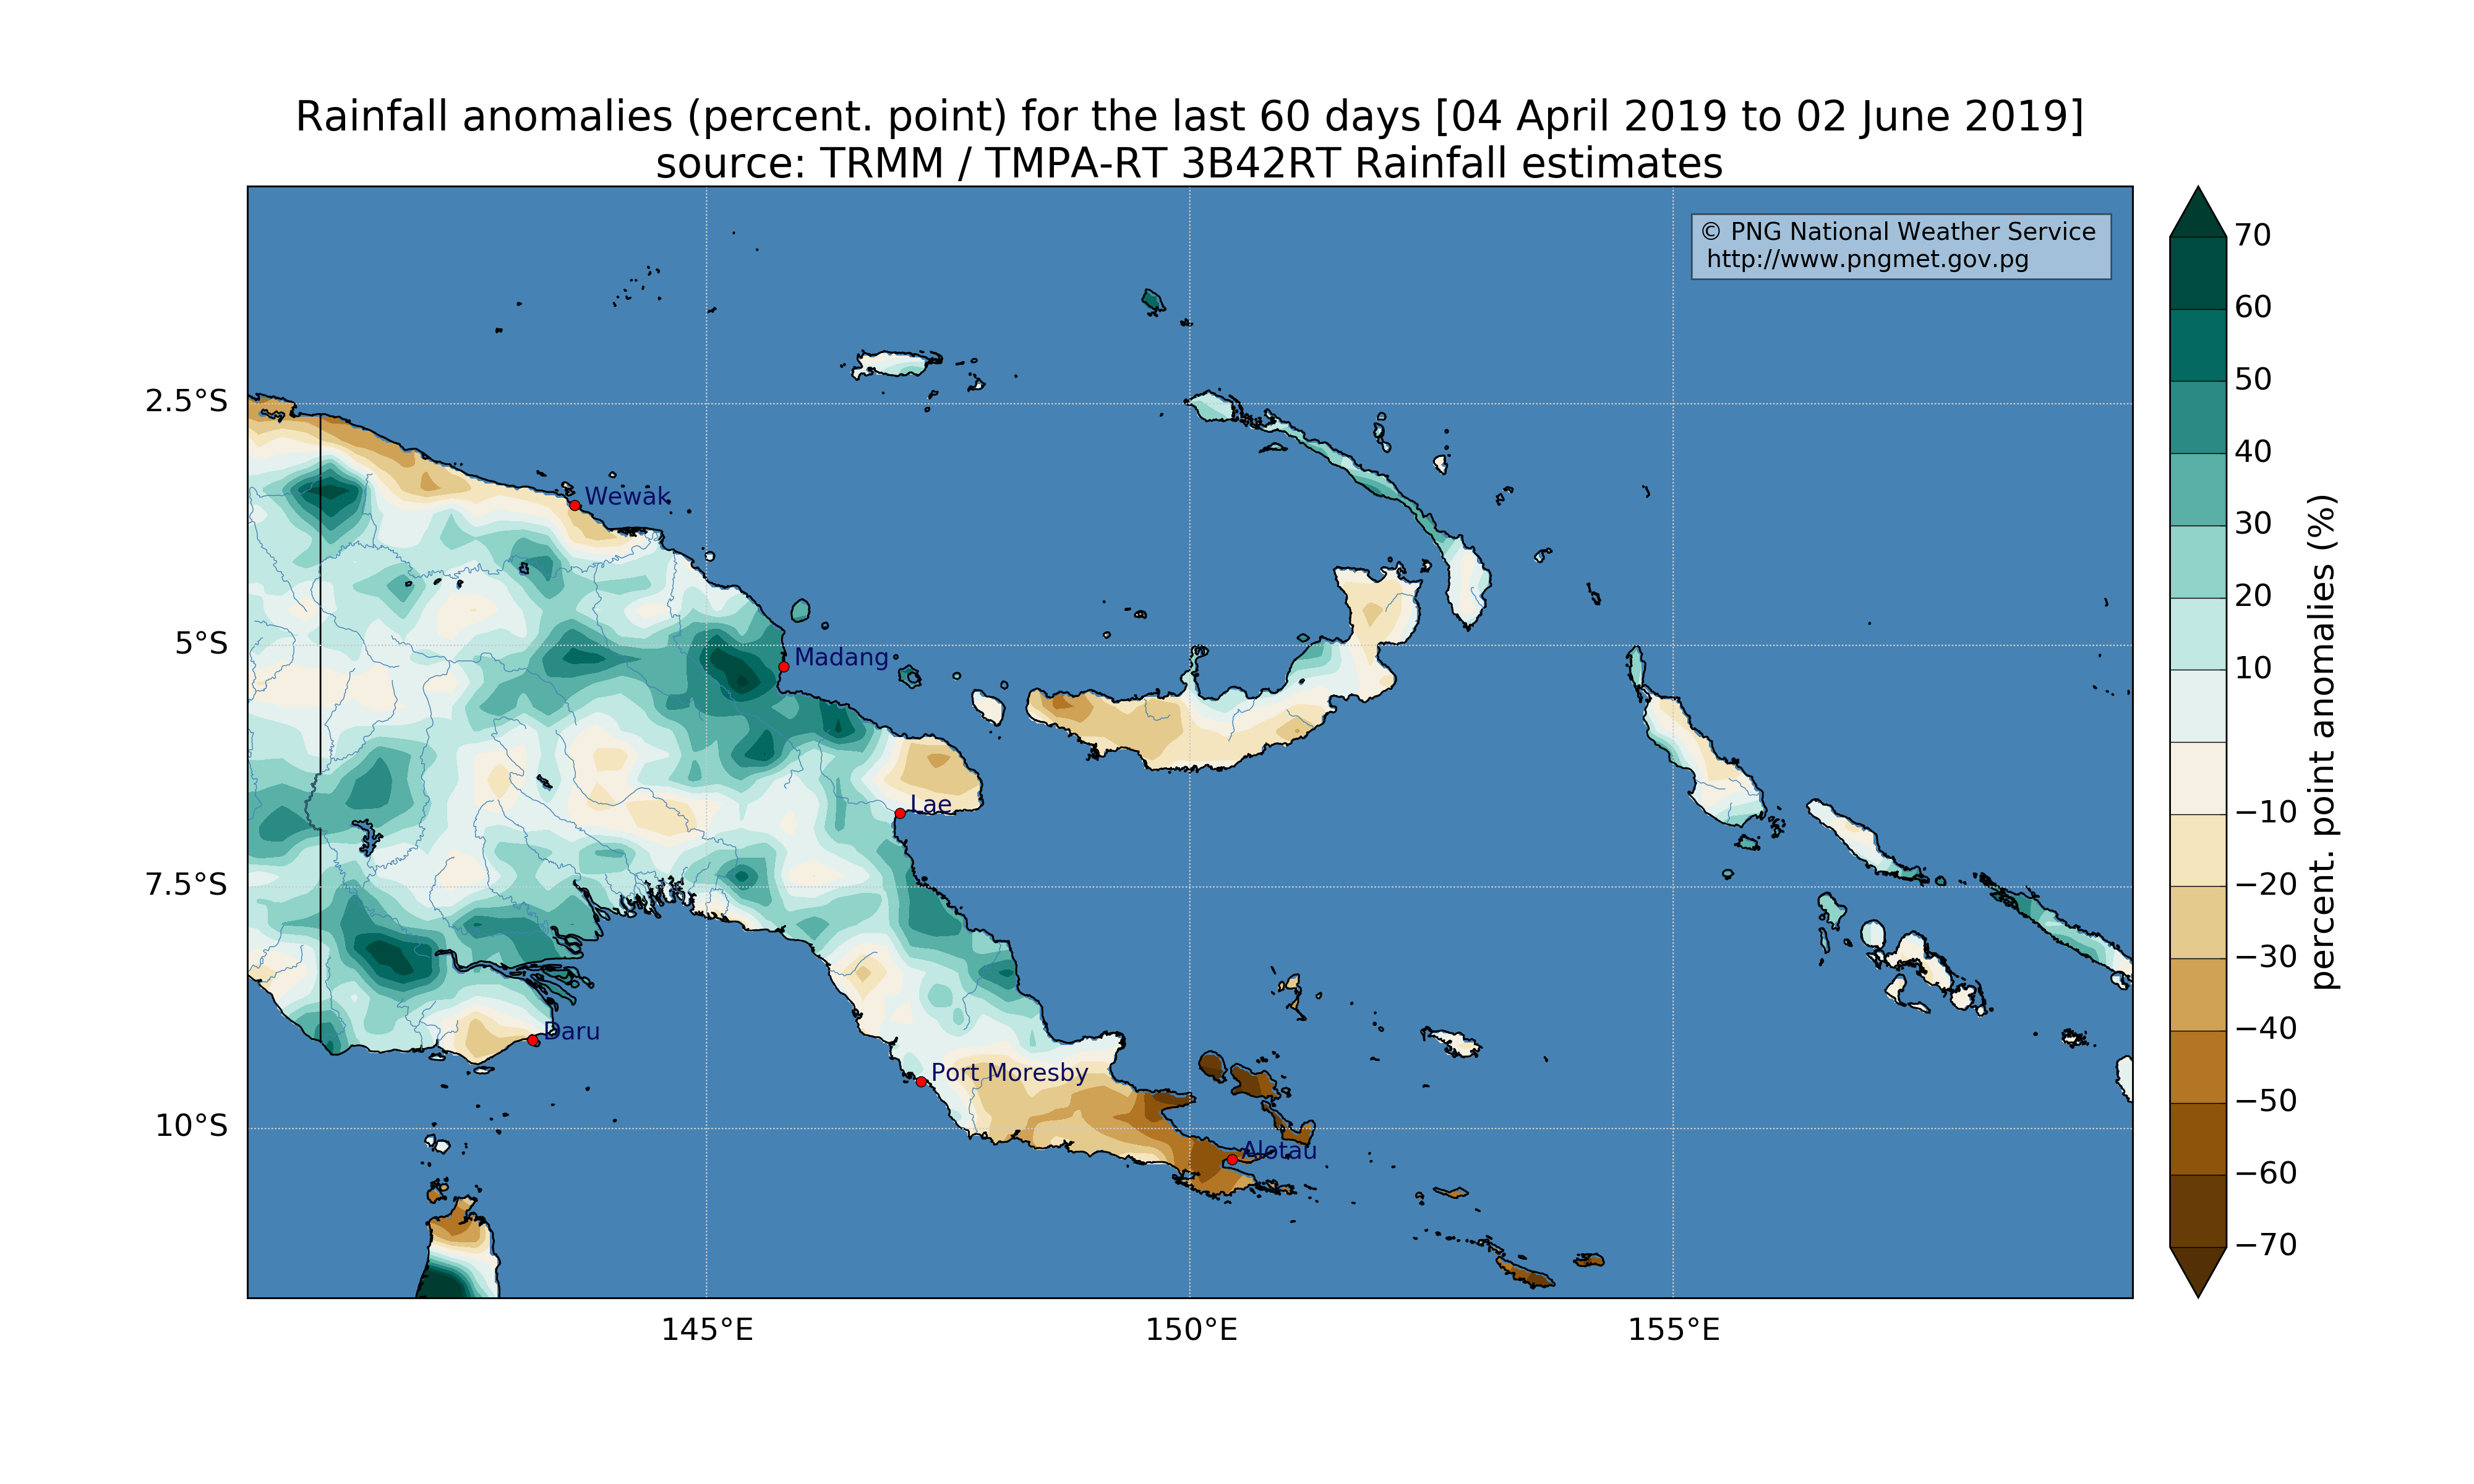 Rainfall anomalies (percent. point) for the last 60 days [04 April 2019 to 02 June 2019]
source: TRMM / TMPA-RT 3B42RT Rainfall estimates
© PNG National Weather Service
http://www.pngmet.gov.pg
2.5°S
5°S
7.5°S
10°S
145°E
150°E
155°E
Wewak
Madang
Lae
Daru
Port Moresby
Alotau
70
60
50
40
30
20
10
−10
−20
−30
−40
−50
−60
−70
percent. point anomalies (%)